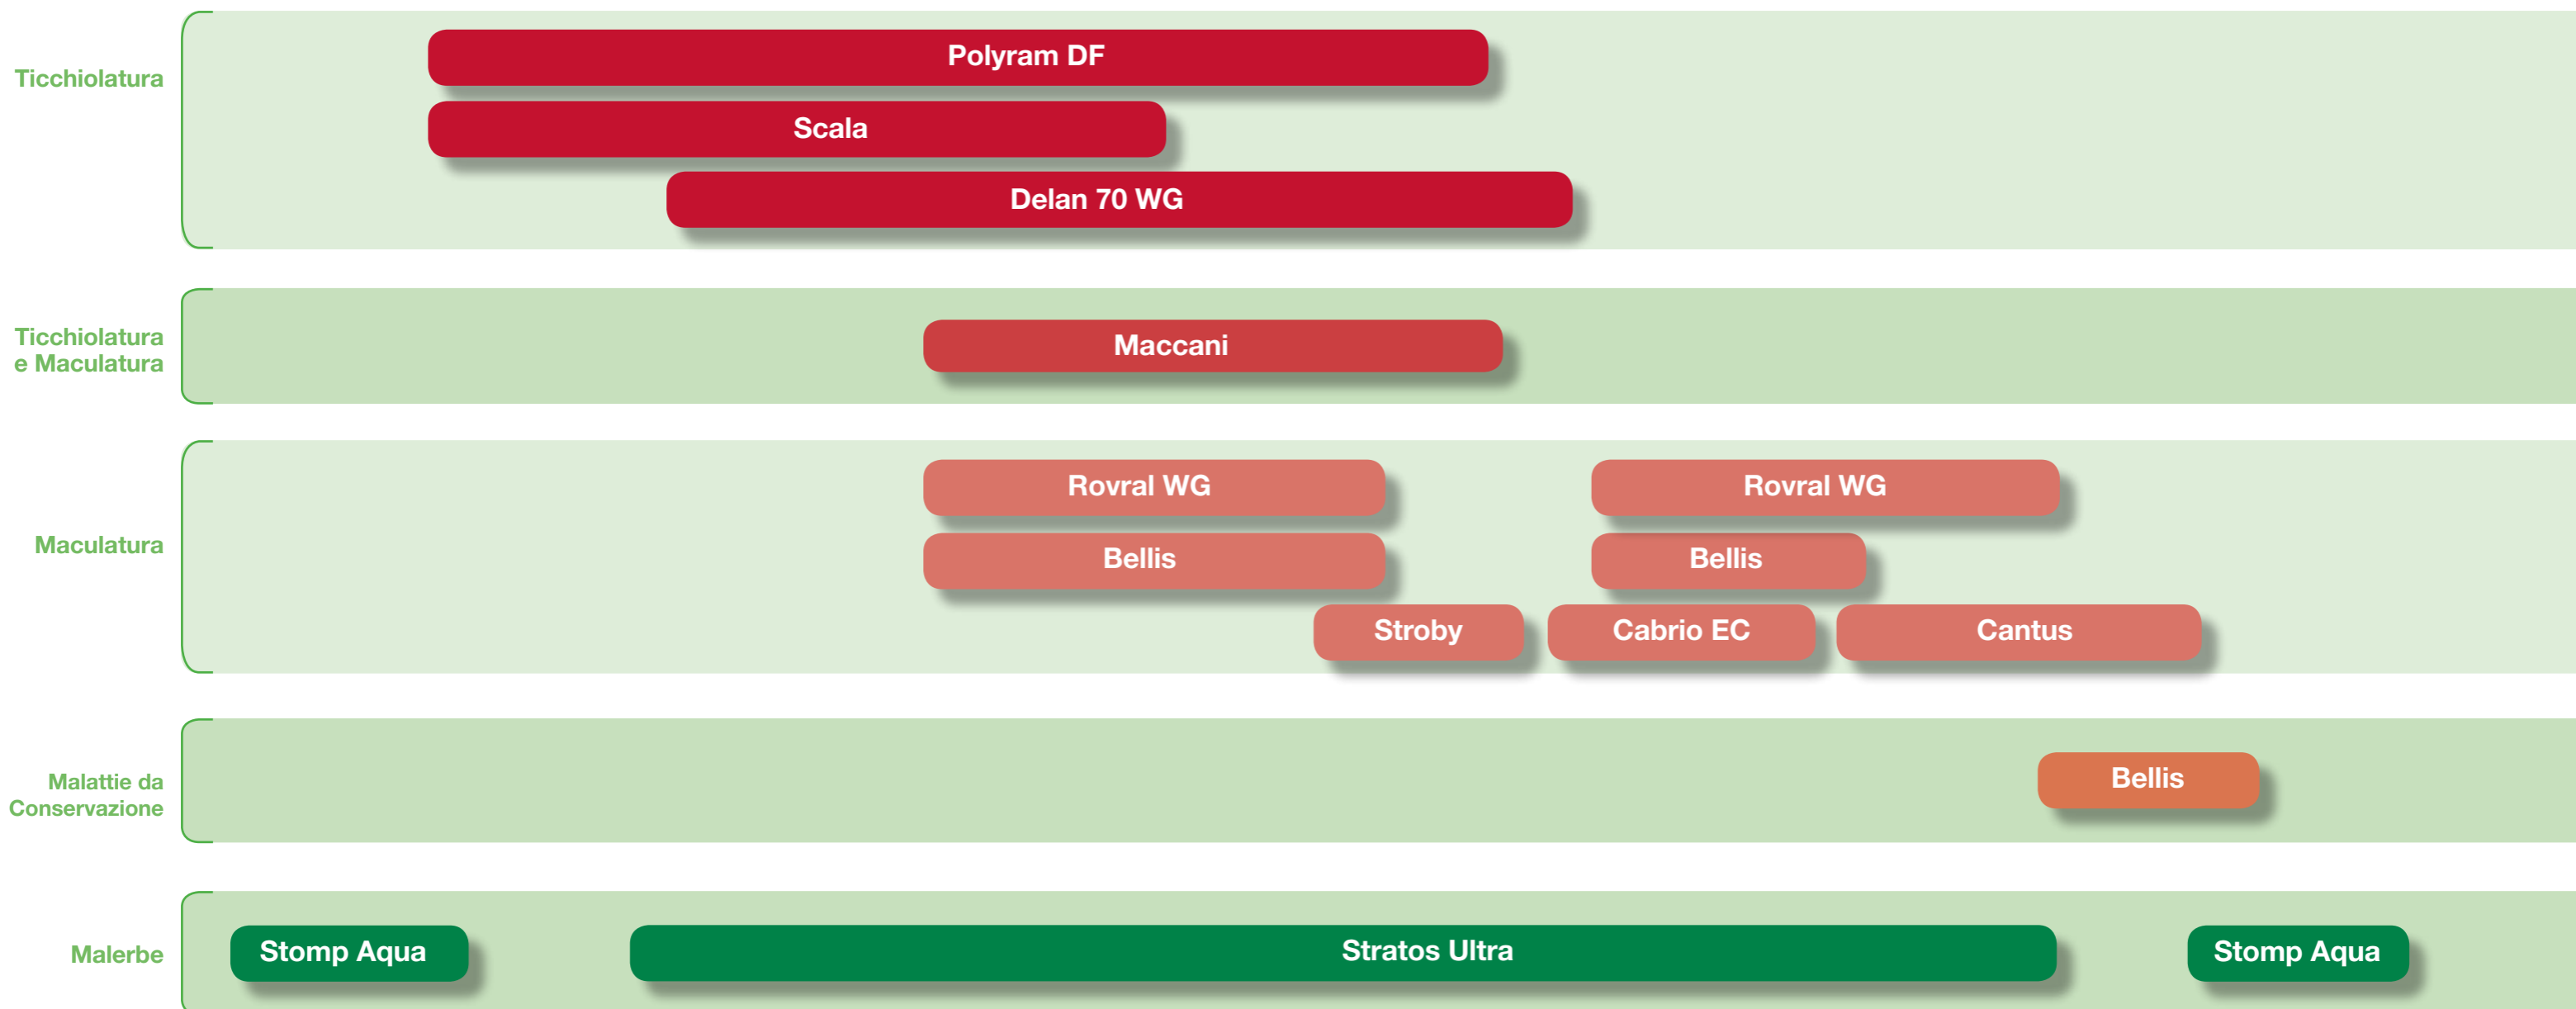 Ticchiolatura
Polyram DF
Scala
Delan 70 WG
Ticchiolatura
e Maculatura
Maccani
Maculatura
Rovral WG
Rovral WG
Bellis
Bellis
Stroby
Cabrio EC
Cantus
Malattie da
Conservazione
Bellis
Malerbe
Stomp Aqua
Stratos Ultra
Stomp Aqua